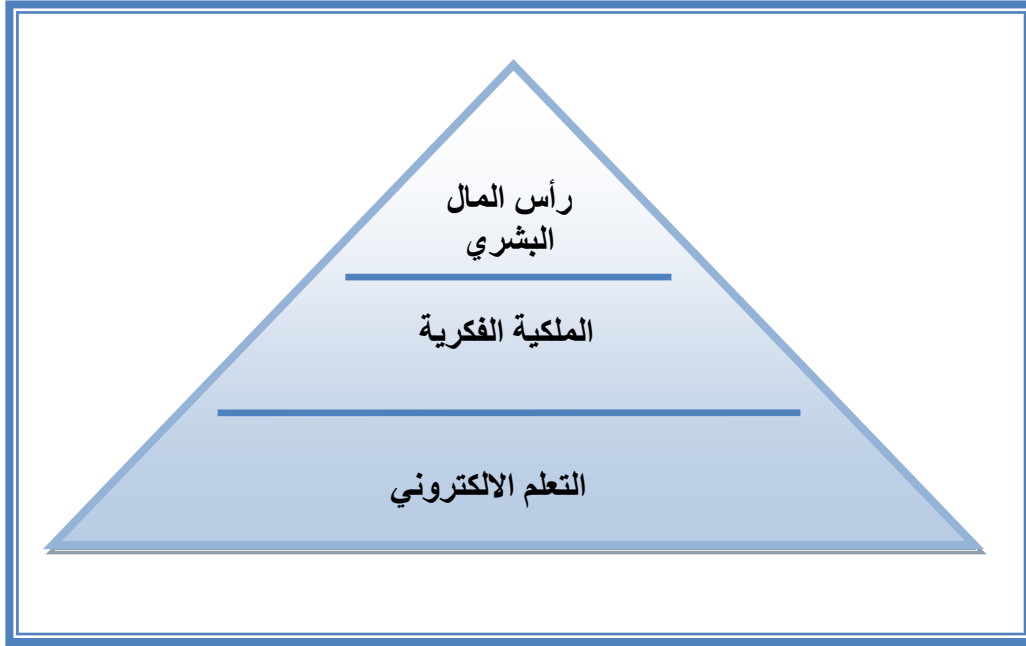 رأس المال
البشري
الملكية الفكرية
التعلم الالكتروني